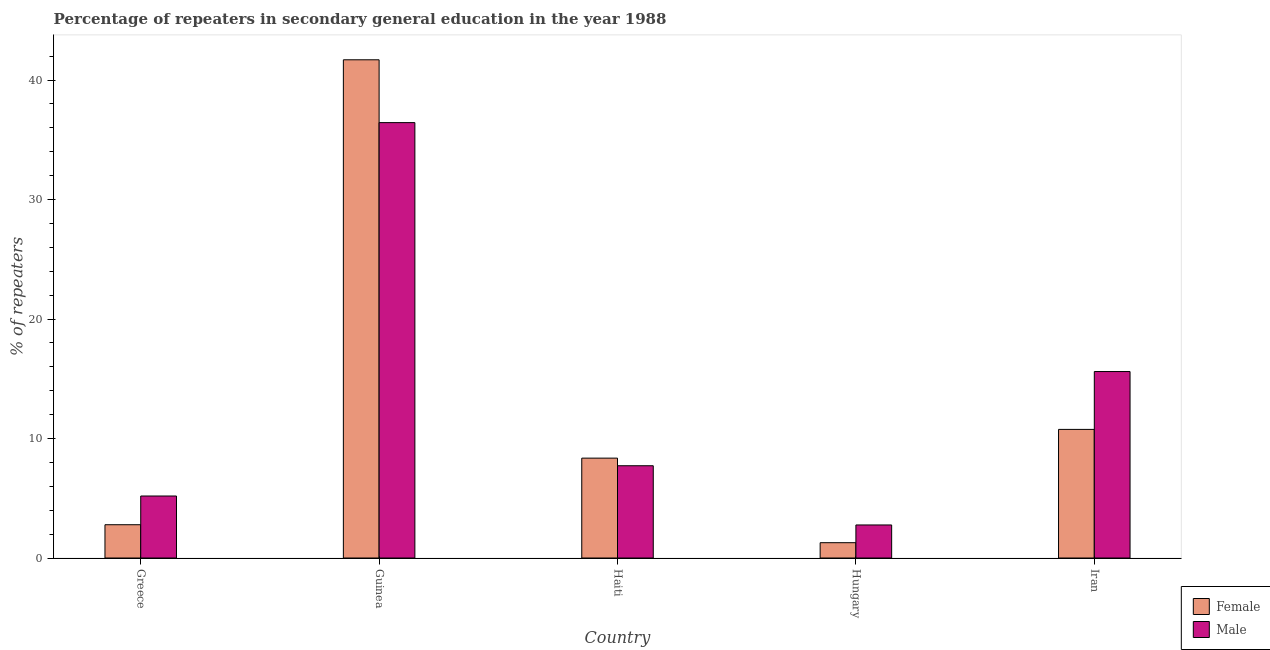 Percentage of repeaters in secondary general education in the year 1988
% of repeaters
40
30
20
10
0
Greece
Guinea
Haiti
Hungary
Iran
Country
Female
Male